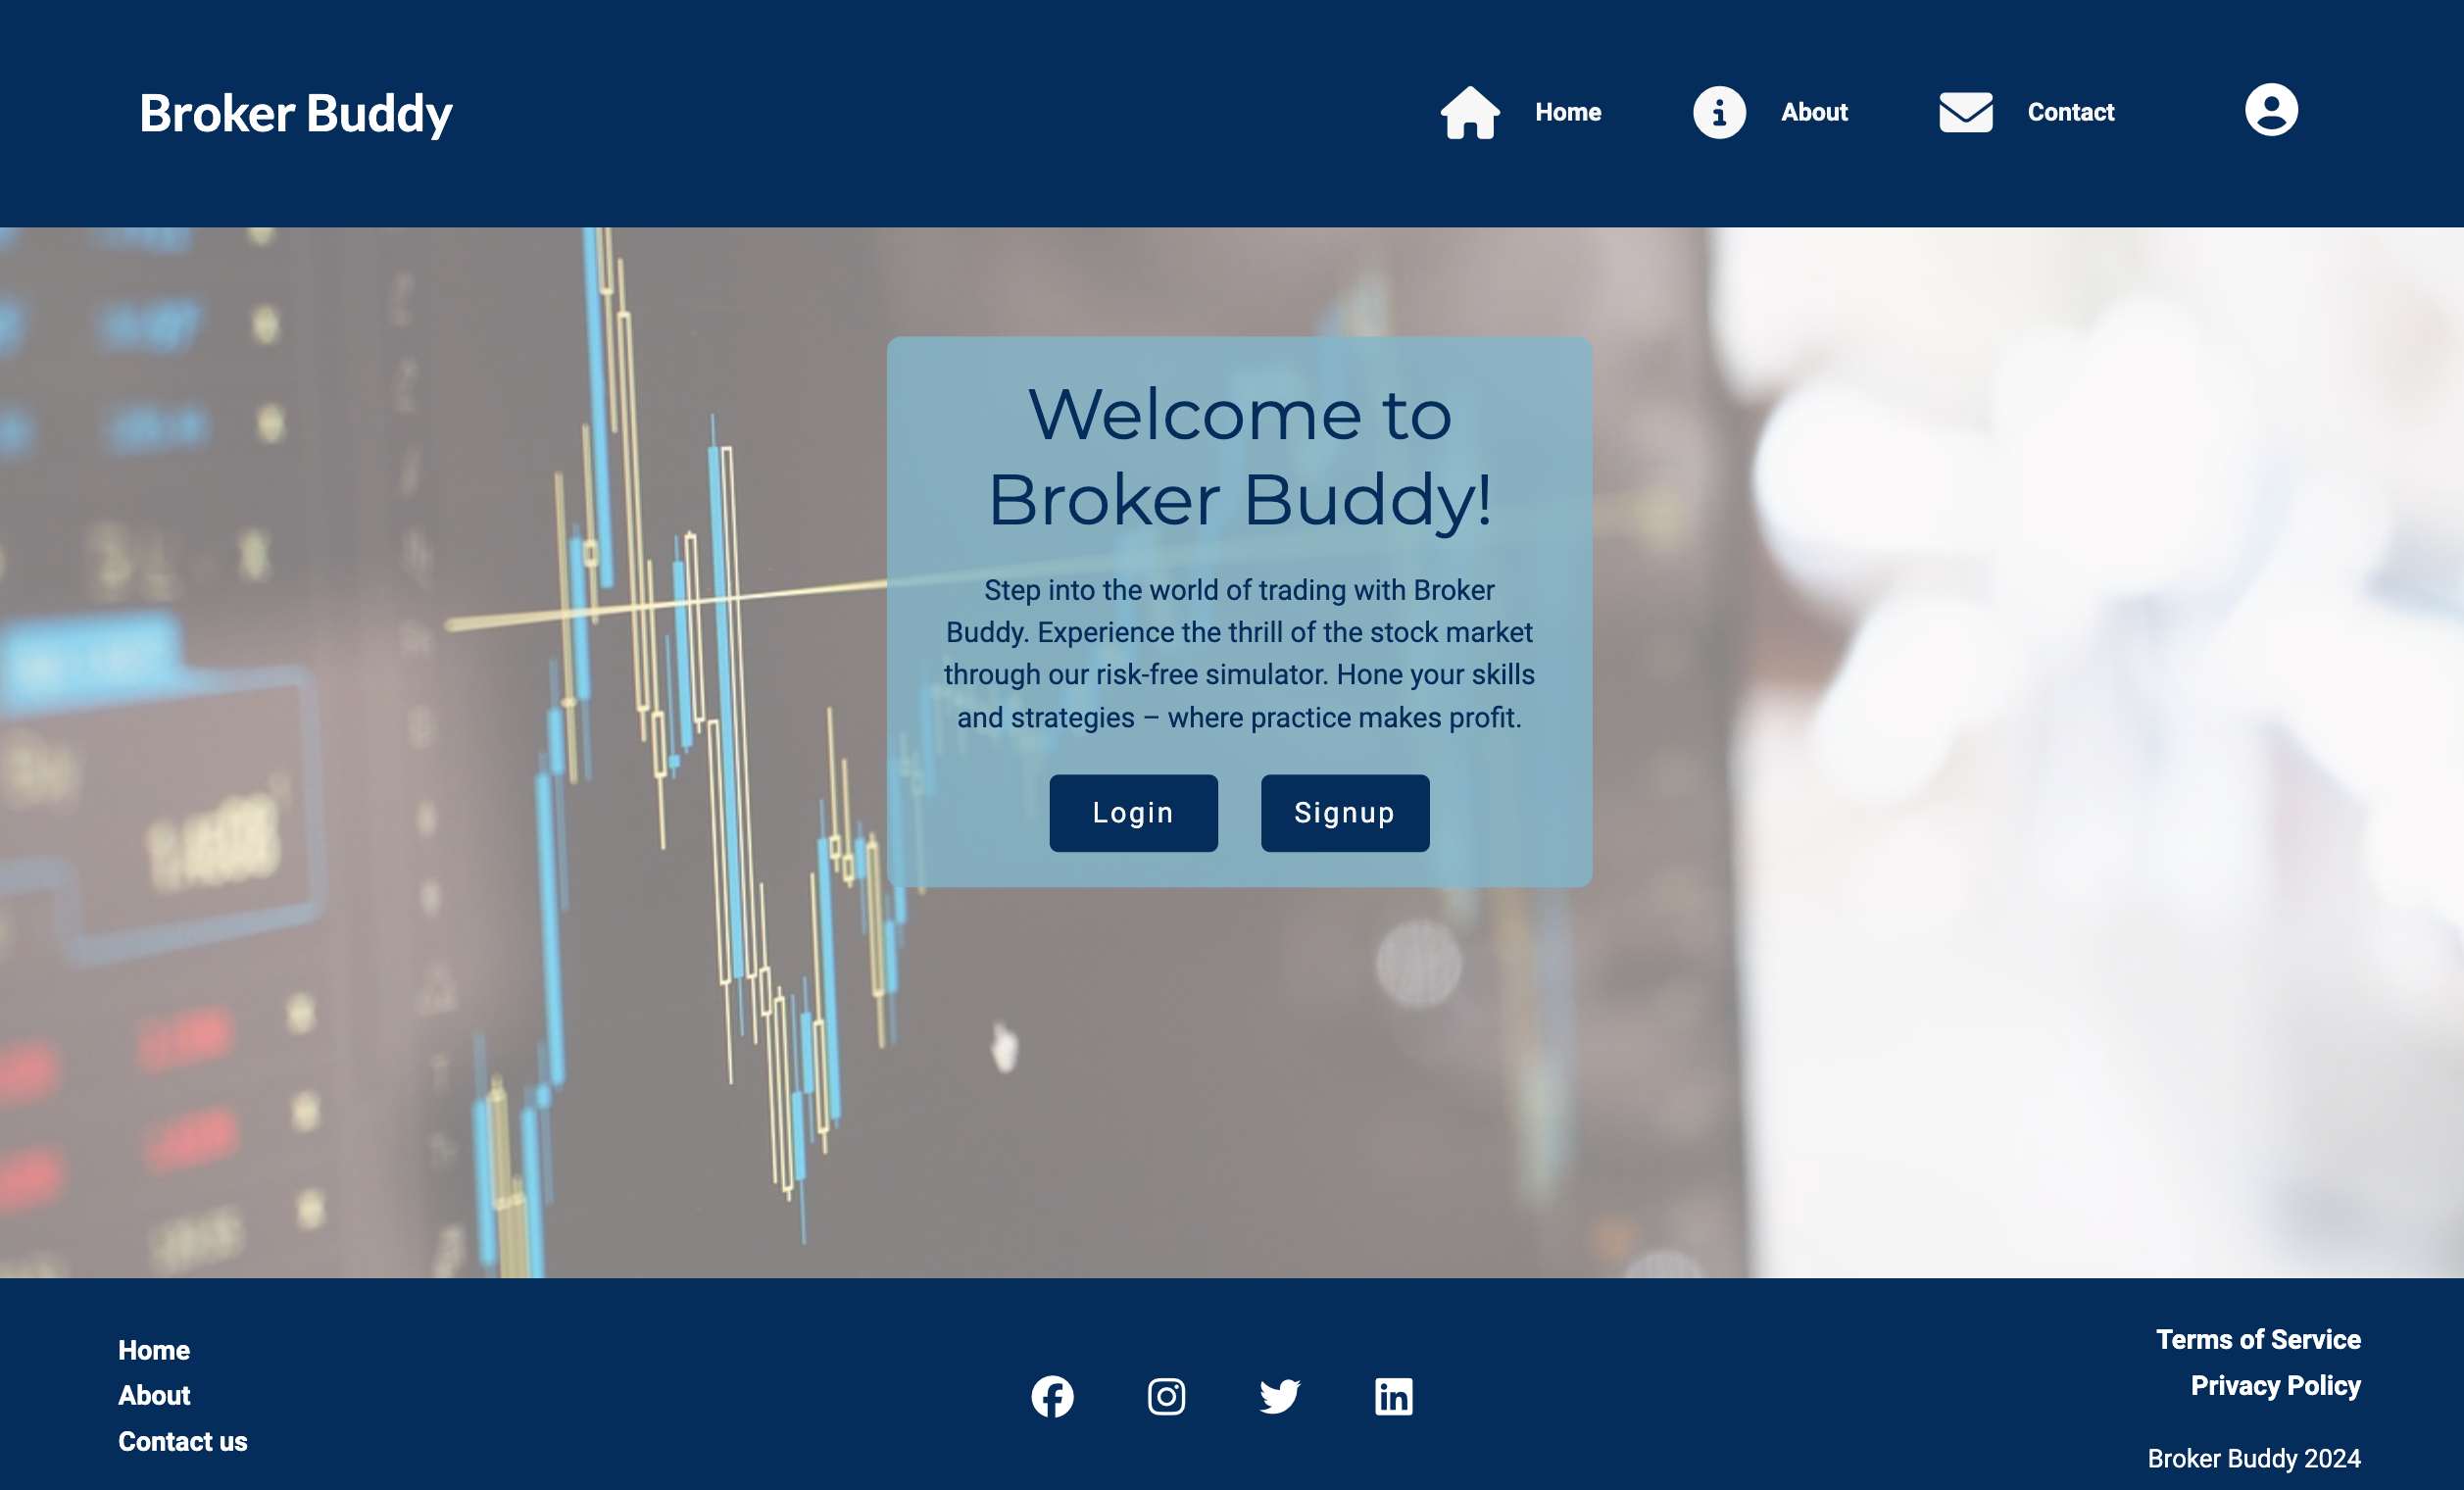 Broker Buddy
Home
About
Contact
Welcome to
Broker Buddy!
Step into the world of trading with Broker
Buddy. Experience the thrill of the stock market
through our risk-free simulator. Hone your skills
and strategies – where practice makes profit.
Login
Signup
Home
About
Contact us
Terms of Service
Privacy Policy
Broker Buddy 2024